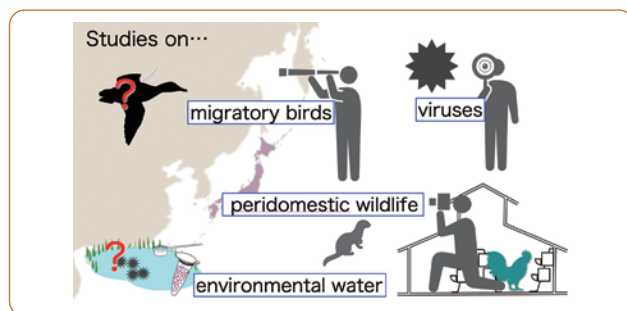 Studies on…
migratory birds
viruses
peridomestic wildlife
environmental water